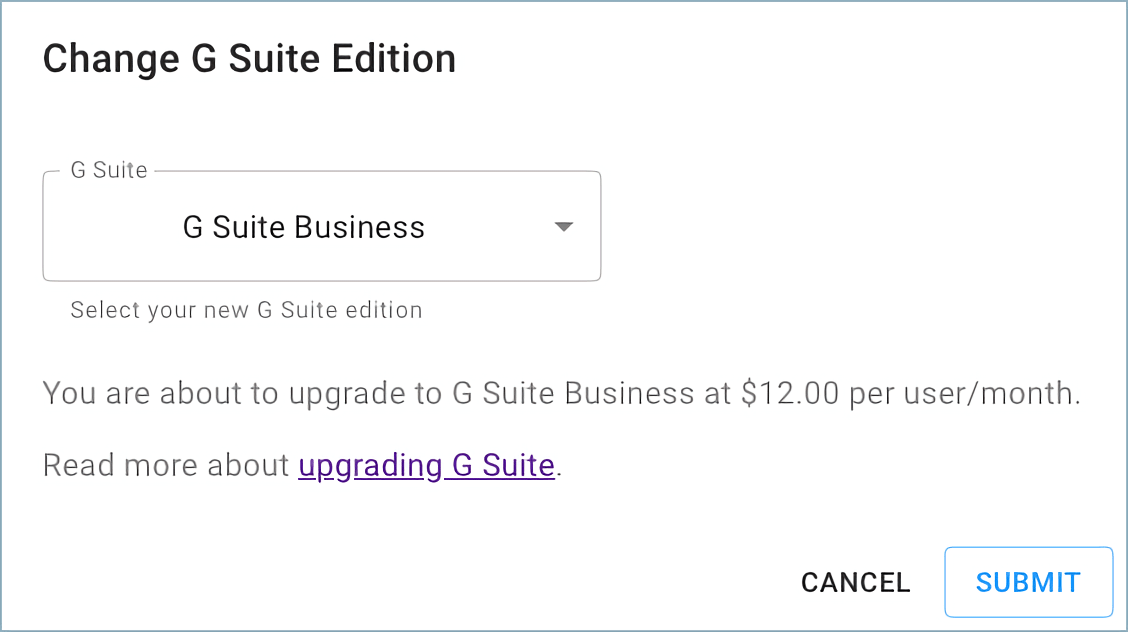 Change G Suite Edition
G Suite
G Suite Business
Select your new G Suite edition
You are about to upgrade to G Suite Business at $12.00 per user/month.
Read more about upgrading G Suite.
CANCEL SUBMIT